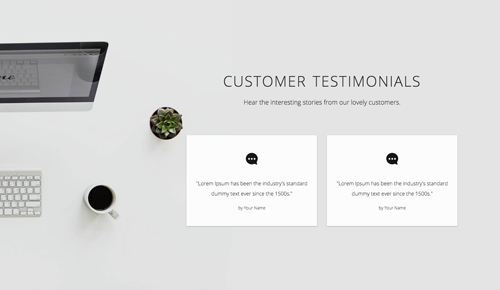 CUSTOMER TESTIMONIALS
Hear the interesting stories from our lovely customers.
"Lorem Ipsum has been the industry's standard
dummy text ever since the 1500s."
by Your Name
"Lorem Ipsum has been the industry's standard
dummy text ever since the 1500s."
by Your Name